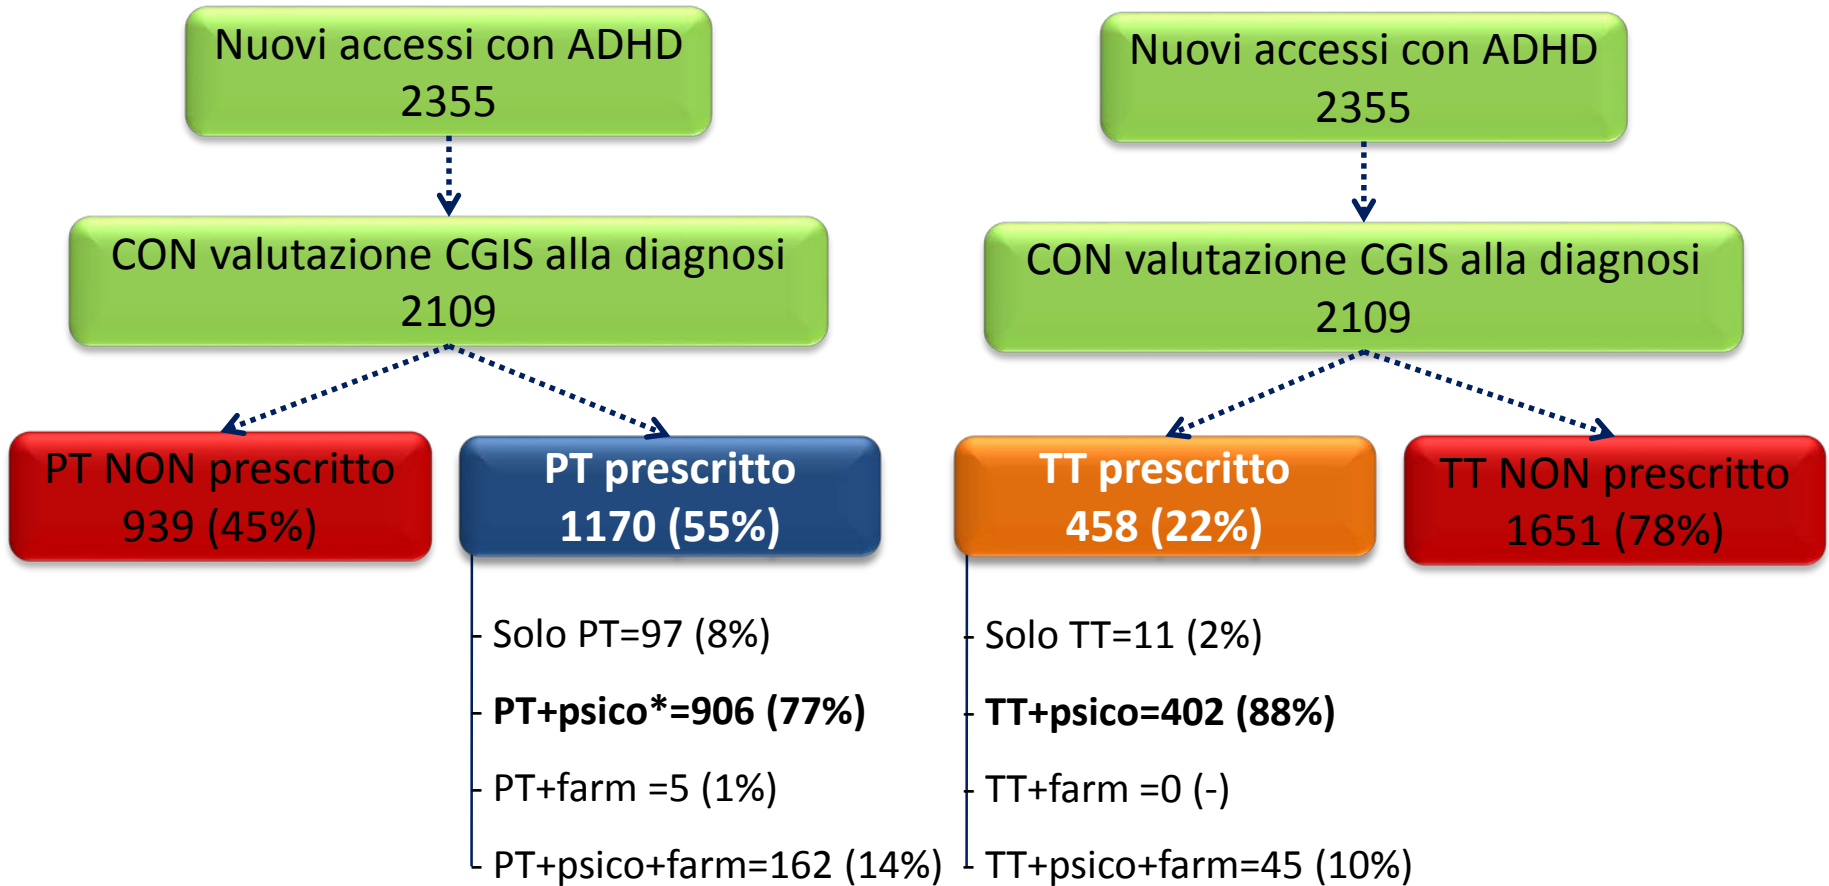 Nuovi accessi con ADHD
2355
CON valutazione CGIS alla diagnosi
2109
PT NON prescritto
939 (45%)
PT prescritto
1170 (55%)
- Solo PT=97 (8%)
- PT+psico*=906 (77%)
- PT+farm =5 (1%)
- PT+psico+farm=162 (14%)
Nuovi accessi con ADHD
2355
CON valutazione CGIS alla diagnosi
2109
TT prescritto
458 (22%)
TT NON prescritto
1651 (78%)
- Solo TT=11 (2%)
- TT+psico=402 (88%)
- TT+farm =0 (-)
- TT+psico+farm=45 (10%)